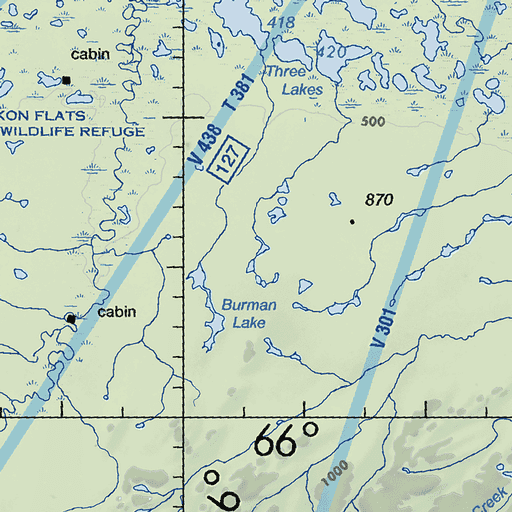 418
420
cabin
Three
Lakes
T 381
V 438
127
500
KON FLATS
WILDLIFE REFUGE
870
cabin
Burman
Lake
V 301
66°
6°
1000
Creek